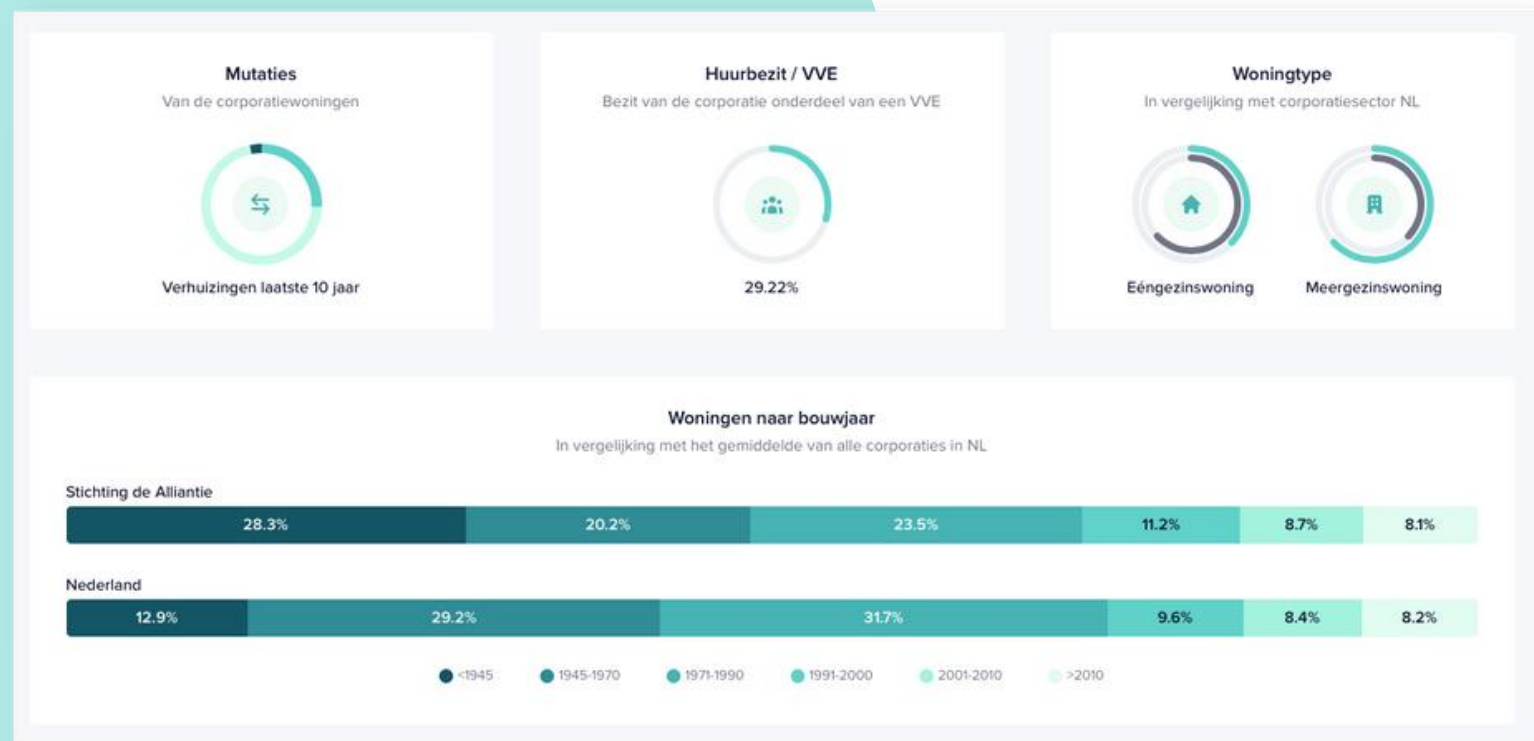 Mutaties
Van de corporatiewoningen
Verhuizingen laatste 10 jaar
Huurbezit / VVE
Bezit van de corporatie onderdeel van een VVE
29.22%
Woningtype
In vergelijking met corporatiesector NL
Eéngezinswoning
Meergezinswoning
Woningen naar bouwjaar
In vergelijking met het gemiddelde van alle corporaties in NL
Stichting de Alliantie
28.3% 20.2% 23.5% 11.2% 8.7% 8.1%
Nederland
12.9% 29.2% 31.7% 9.6% 8.4% 8.2%
<1945 1945-1970 1971-1990 1991-2000 2001-2010 >2010